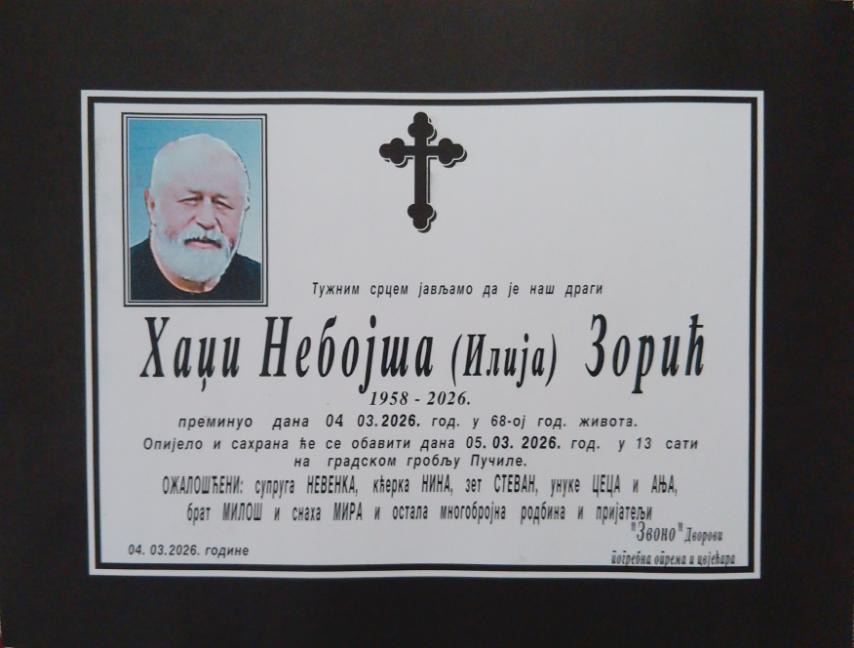 Тужним срцем јављамо да је наш драги
Хаџи Небојша (Илија) Зорић
1958 - 2026.
преминуо дана 04 03.2026. год. у 68-ој год. живота.
Опијело и сахрана ће се обавити дана 05. 03. 2026. год. у 13 сати
на градском гробљу Пучиле.
ОЖАЛОШЋЕНИ: супруга НЕВЕНКА, кћерка НИНА, зет СТЕВАН, унуке ЦЕЦА и АЊА,
брат МИЛОШ и снаха МИРА и остала многобројна родбина и пријатељи
"Звоно" Дворови
погребна опрема и цвјећара
04. 03.2026. године